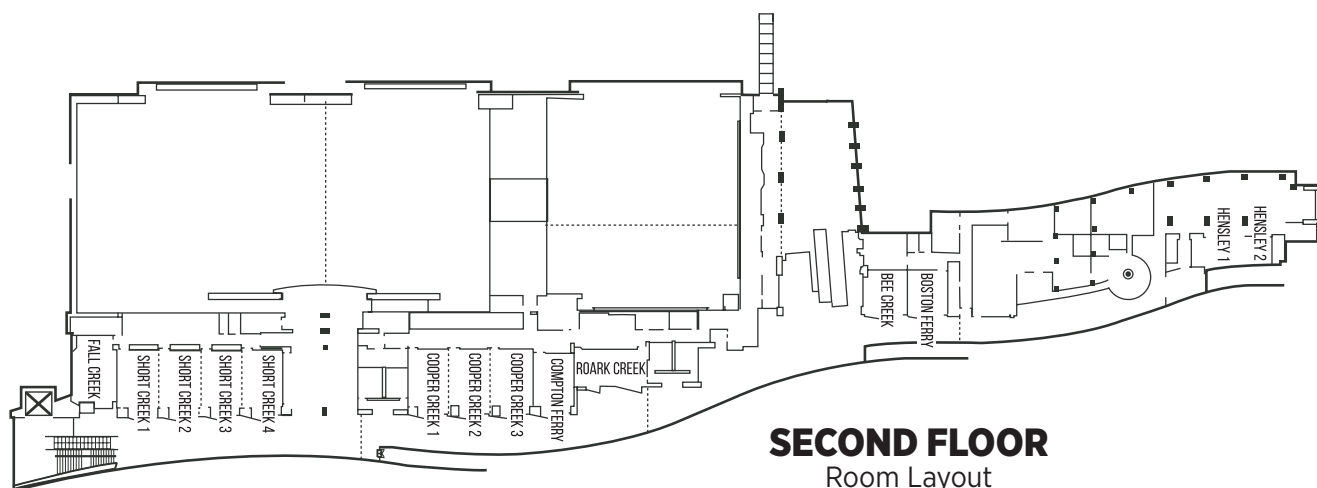 FALL CREEK
SHORT CREEK 1
SHORT CREEK 2
SHORT CREEK 3
SHORT CREEK 4
COOPER CREEK 1
COOPER CREEK 2
COOPER CREEK 3
COMPTON FERRY
ROARK CREEK
BEE CREEK
BOSTON FERRY
HENSLEY 1
HENSLEY 2
SECOND FLOOR
Room Layout